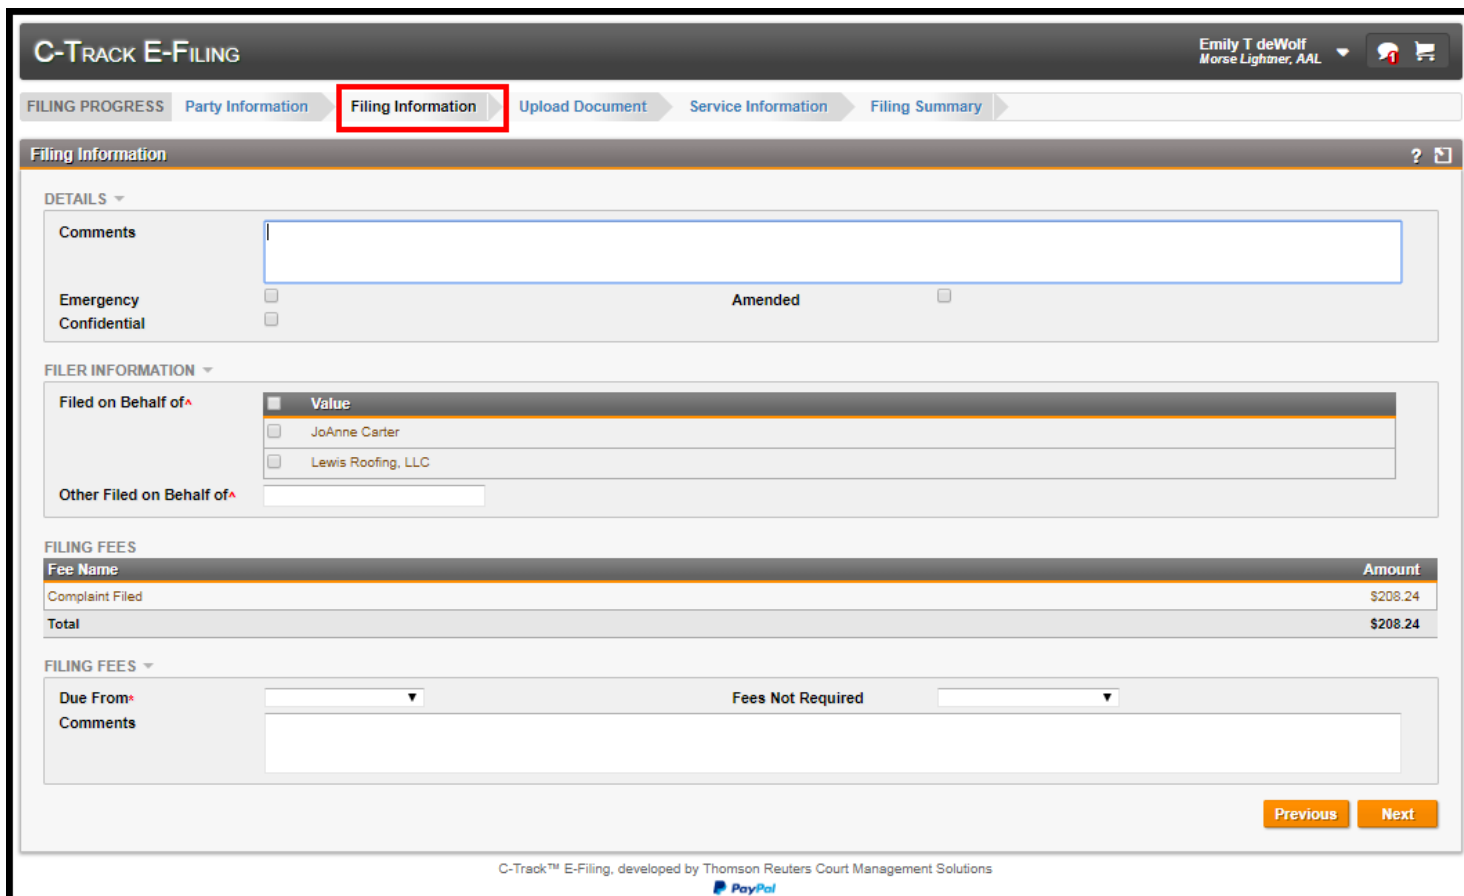 C-TRACK E-FILING
Emily T deWolf
Morse Lightner, AAL
1
FILING PROGRESS Party Information Filing Information Upload Document Service Information Filing Summary
Filing Information ?
DETAILS
Comments
Emergency Amended
Confidential
FILER INFORMATION
Filed on Behalf of^ Value
JoAnne Carter
Lewis Roofing, LLC
Other Filed on Behalf of^
FILING FEES
Fee Name Amount
Complaint Filed $208.24
Total $208.24
FILING FEES
Due From* Fees Not Required
Comments
Previous Next
C-Track™ E-Filing, developed by Thomson Reuters Court Management Solutions
PayPal